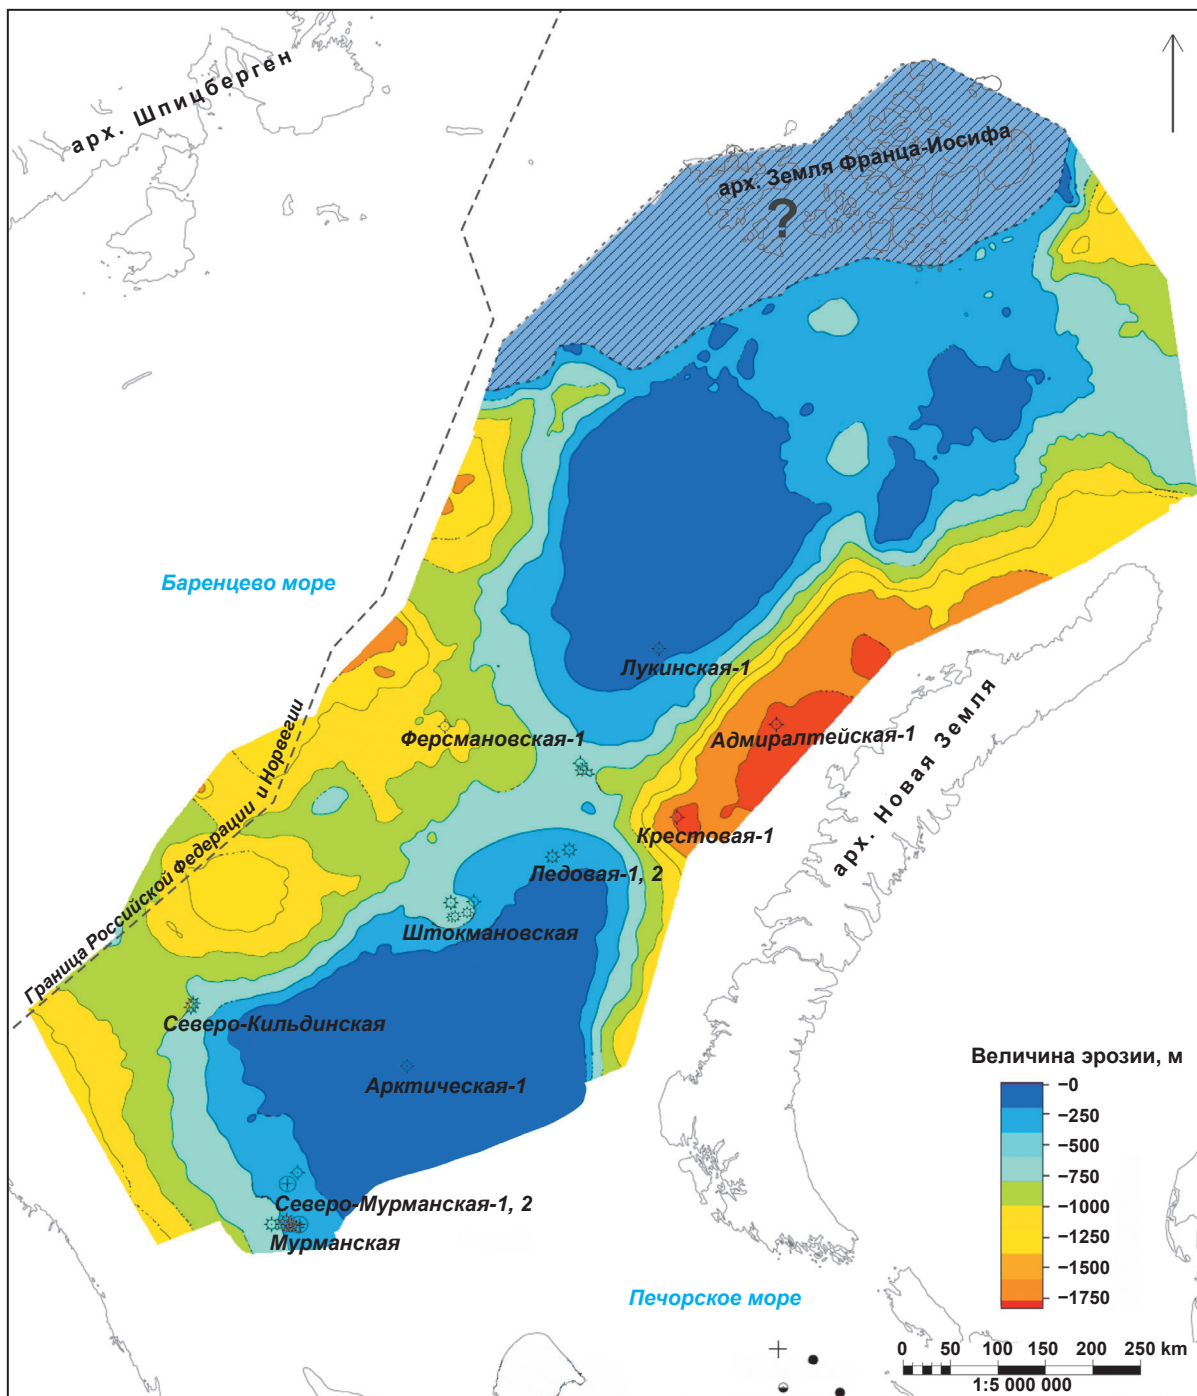 арх. Шпицберген
арх. Земля Франца-Иосифа
?
Баренцево море
Лукинская-1
Ферсмановская-1
Адмиралтейская-1
Крестовая-1
арх. Новая Земля
Граница Российской Федерации и Норвегии
Ледовая-1, 2
Штокмановская
Северо-Кильдинская
Арктическая-1
Северо-Мурманская-1, 2
Мурманская
Печорское море
Величина эрозии, м
−0
−250
−500
−750
−1000
−1250
−1500
−1750
0 50 100 150 200 250 km
1:5 000 000